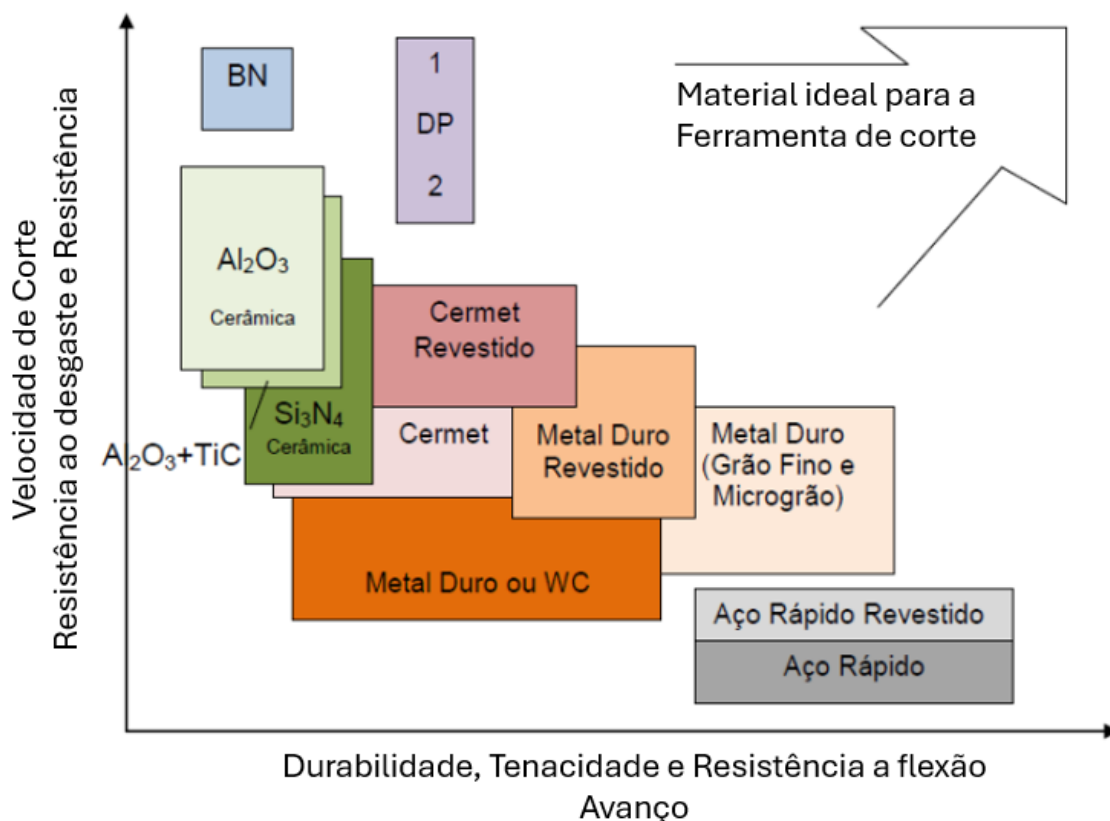 BN
1
DP
2
Material ideal para a
Ferramenta de corte
Velocidade de Corte
Resistência ao desgaste e Resistência
Al₂O₃
Cerâmica
Cermet
Revestido
Si₃N₄
Cerâmica
Al₂O₃+TiC
Cermet
Metal Duro
Revestido
Metal Duro
(Grão Fino e
Microgrão)
Metal Duro ou WC
Aço Rápido Revestido
Aço Rápido
Durabilidade, Tenacidade e Resistência a flexão
Avanço